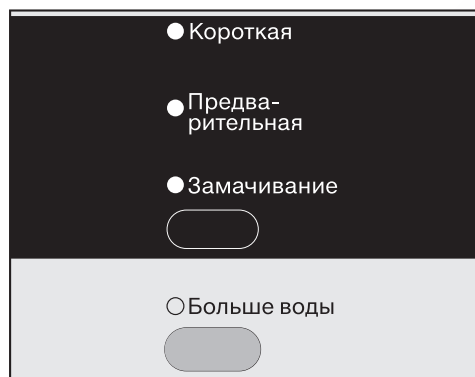 Короткая
Предва-
рительная
Замачивание
Больше воды